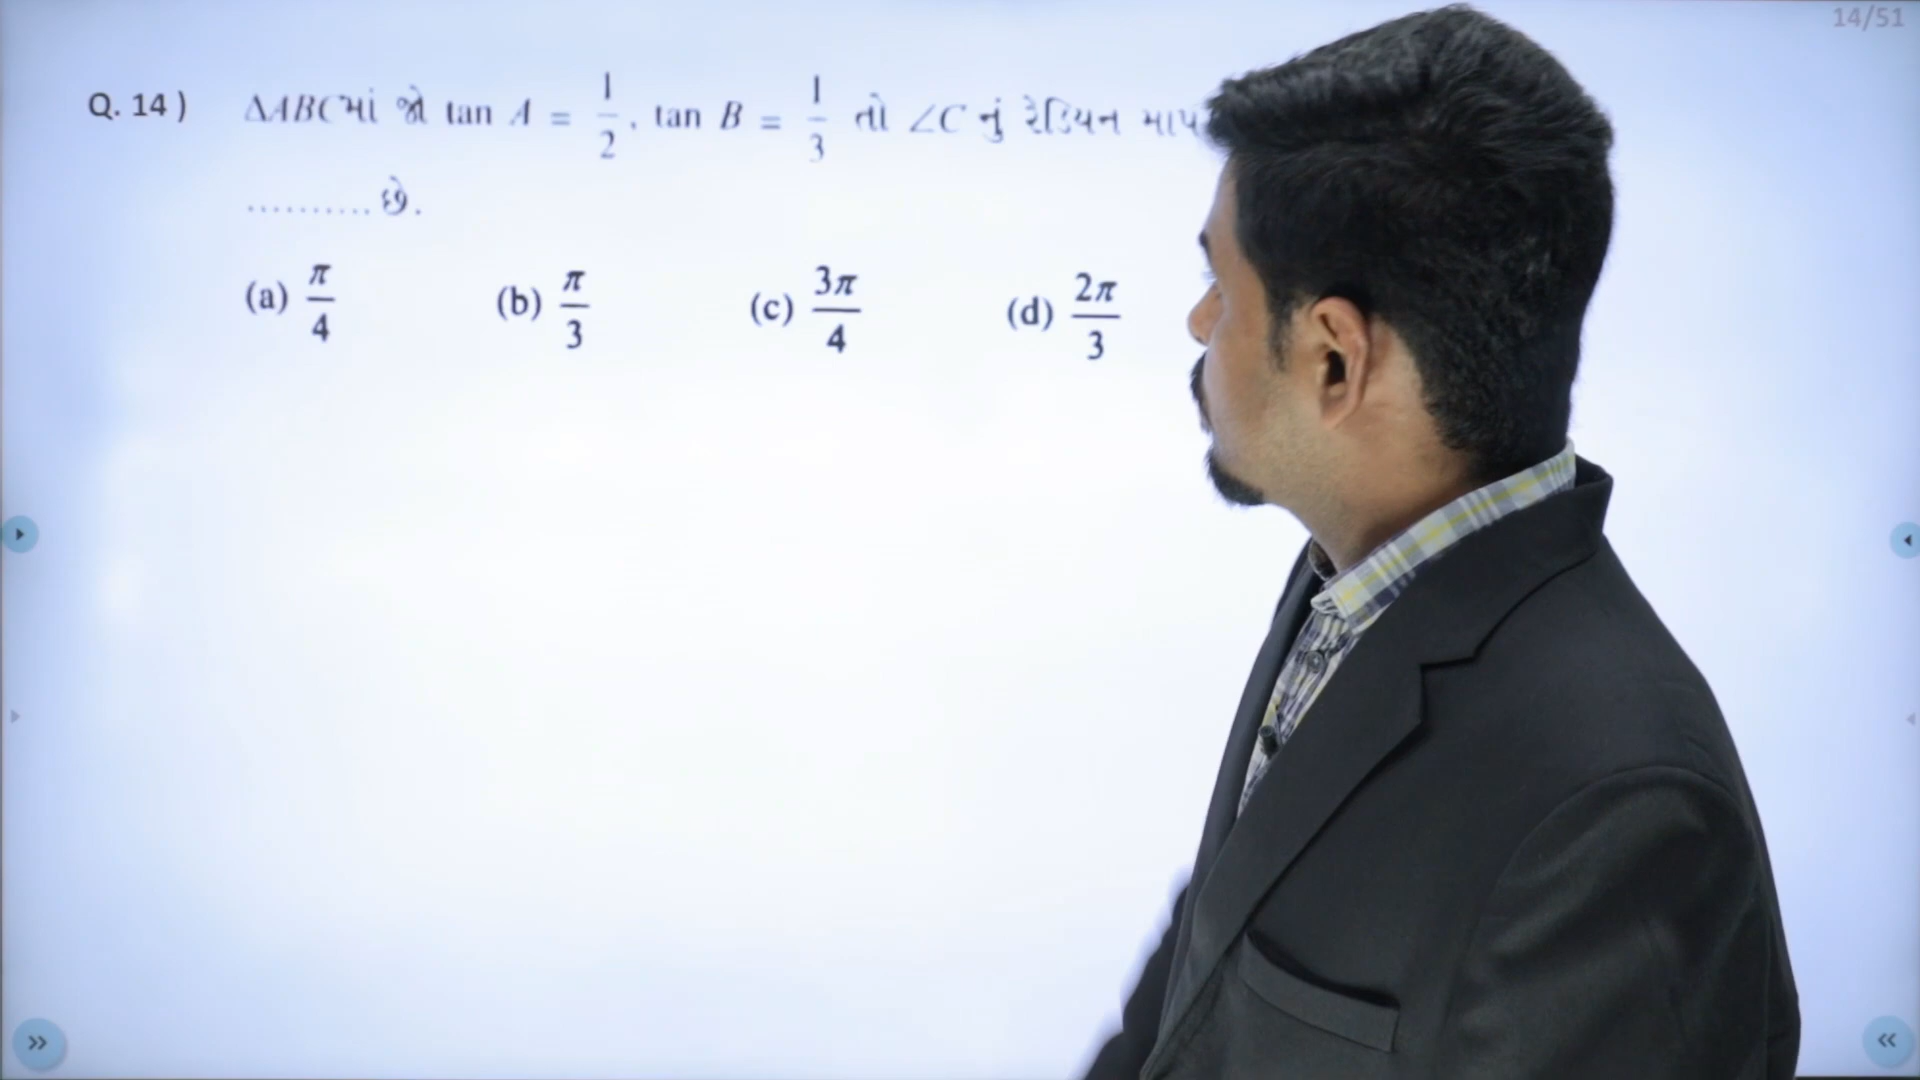 14/51
Q. 14 ) ΔABCમાં જો tan A = 1/2, tan B = 1/3 તો ∠C નું રેડિયન માપ
.......... છે.
(a) π/4 (b) π/3 (c) 3π/4 (d) 2π/3